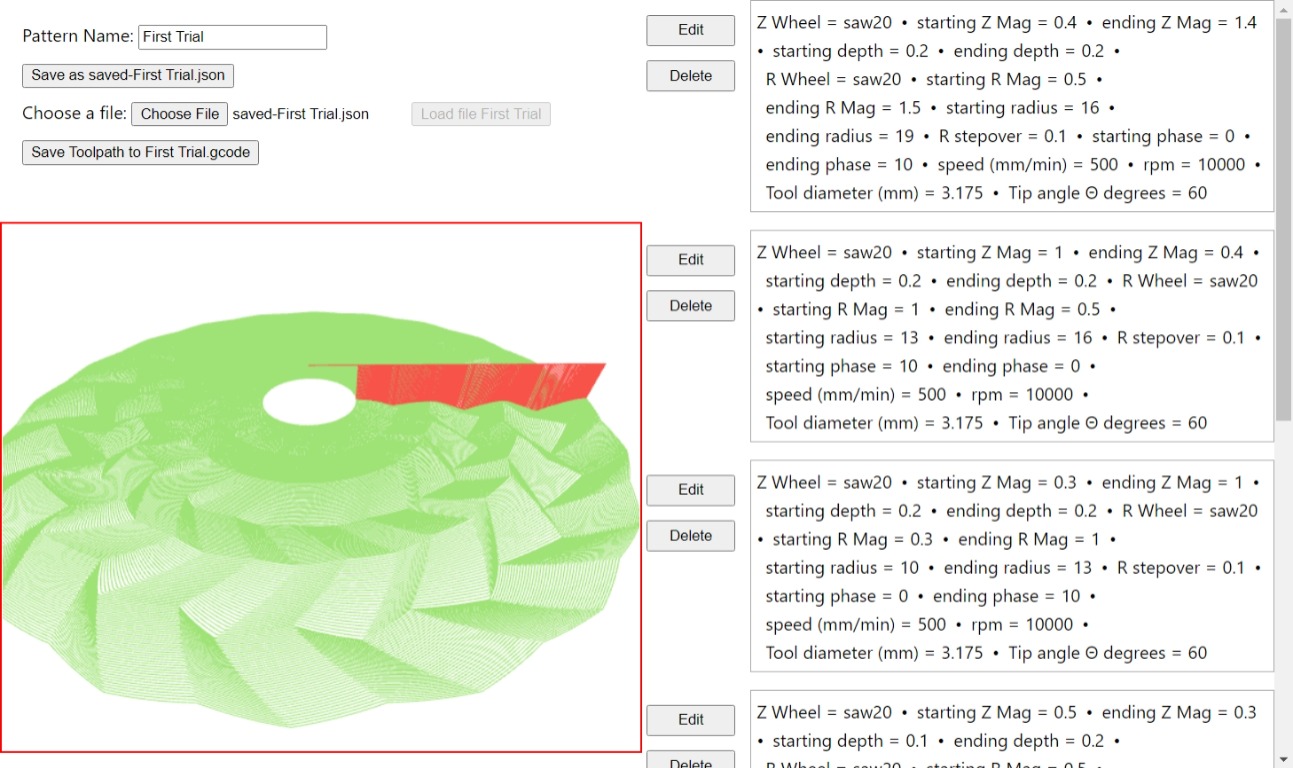 Pattern Name: First Trial
Save as saved-First Trial.json
Choose a file: Choose File saved-First Trial.json Load file First Trial
Save Toolpath to First Trial.gcode
Edit
Delete
Z Wheel = saw20 • starting Z Mag = 0.4 • ending Z Mag = 1.4
• starting depth = 0.2 • ending depth = 0.2 •
R Wheel = saw20 • starting R Mag = 0.5 •
ending R Mag = 1.5 • starting radius = 16 •
ending radius = 19 • R stepover = 0.1 • starting phase = 0 •
ending phase = 10 • speed (mm/min) = 500 • rpm = 10000 •
Tool diameter (mm) = 3.175 • Tip angle Θ degrees = 60
Edit
Delete
Z Wheel = saw20 • starting Z Mag = 1 • ending Z Mag = 0.4 •
starting depth = 0.2 • ending depth = 0.2 • R Wheel = saw20
• starting R Mag = 1 • ending R Mag = 0.5 •
starting radius = 13 • ending radius = 16 • R stepover = 0.1 •
starting phase = 10 • ending phase = 0 •
speed (mm/min) = 500 • rpm = 10000 •
Tool diameter (mm) = 3.175 • Tip angle Θ degrees = 60
Edit
Delete
Z Wheel = saw20 • starting Z Mag = 0.3 • ending Z Mag = 1 •
starting depth = 0.2 • ending depth = 0.2 • R Wheel = saw20
• starting R Mag = 0.3 • ending R Mag = 1 •
starting radius = 10 • ending radius = 13 • R stepover = 0.1 •
starting phase = 0 • ending phase = 10 •
speed (mm/min) = 500 • rpm = 10000 •
Tool diameter (mm) = 3.175 • Tip angle Θ degrees = 60
Edit
Delete
Z Wheel = saw20 • starting Z Mag = 0.5 • ending Z Mag = 0.3
• starting depth = 0.1 • ending depth = 0.2 •
R Wheel = saw20 • starting R Mag = 0.5 •